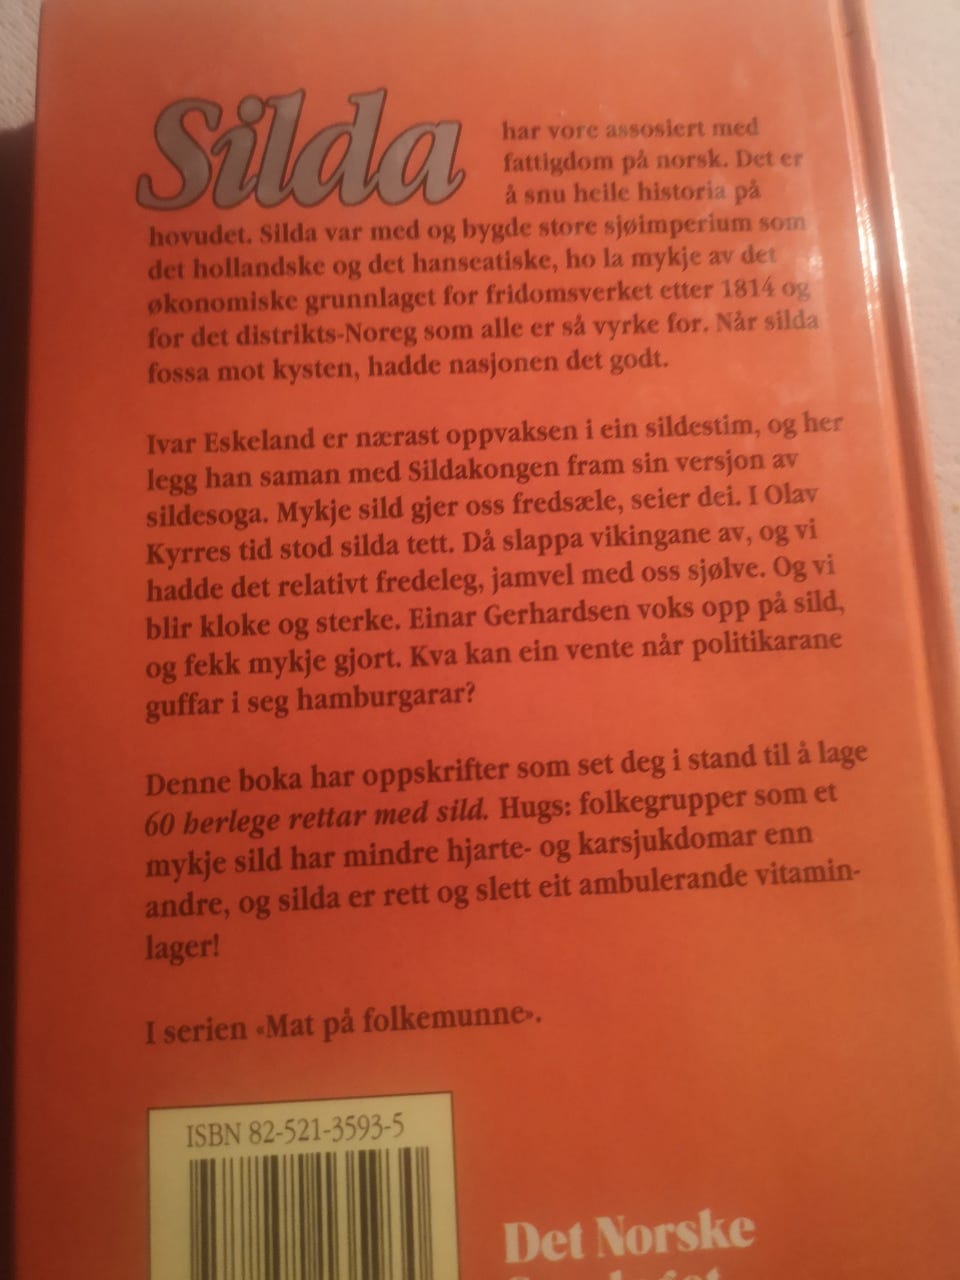 Silda har vore assosiert med
fattigdom på norsk. Det er
å snu heile historia på
hovudet. Silda var med og bygde store sjøimperium som
det hollandske og det hanseatiske, ho la mykje av det
økonomiske grunnlaget for fridomsverket etter 1814 og
for det distrikts-Noreg som alle er så vyrke for. Når silda
fossa mot kysten, hadde nasjonen det godt.
Ivar Eskeland er nærast oppvaksen i ein sildestim, og her
legg han saman med Sildakongen fram sin versjon av
sildesoga. Mykje sild gjer oss fredsæle, seier dei. I Olav
Kyrres tid stod silda tett. Då slappa vikingane av, og vi
hadde det relativt fredeleg, jamvel med oss sjølve. Og vi
blir kloke og sterke. Einar Gerhardsen voks opp på sild,
og fekk mykje gjort. Kva kan ein vente når politikarane
guffar i seg hamburgarar?
Denne boka har oppskrifter som set deg i stand til å lage
60 herlege rettar med sild. Hugs: folkegrupper som et
mykje sild har mindre hjarte- og karsjukdomar enn
andre, og silda er rett og slett eit ambulerande vitamin-
lager!
I serien «Mat på folkemunne».
ISBN 82-521-3593-5
Det Norske